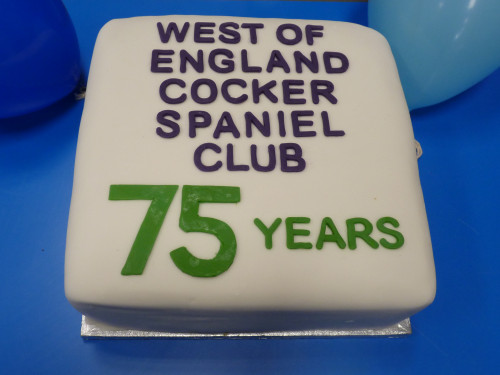 WEST OF
ENGLAND
COCKER
SPANIEL
CLUB
75 YEARS